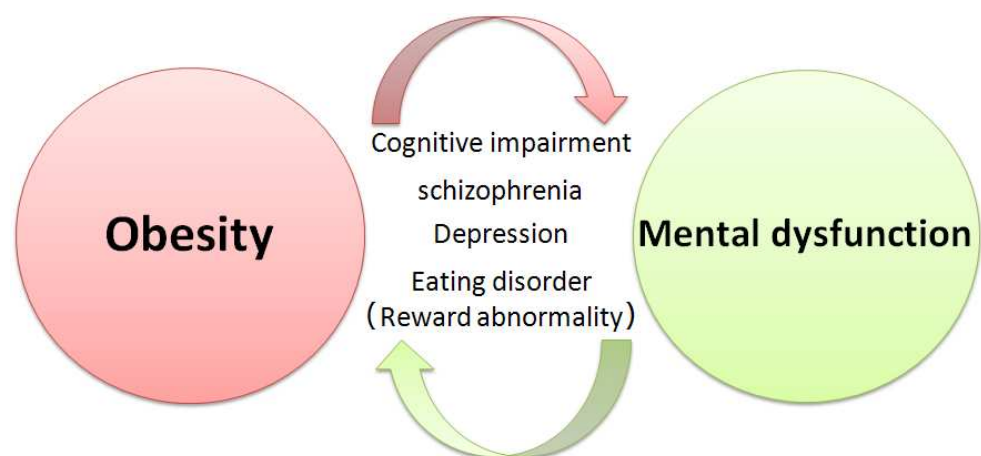 Obesity
Cognitive impairment
schizophrenia
Depression
Eating disorder
(Reward abnormality)
Mental dysfunction